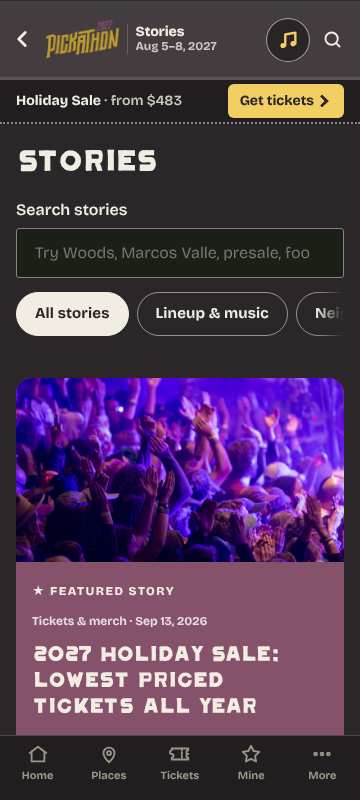 2027
PICKATHON
Stories
Aug 5–8, 2027
Holiday Sale · from $483
Get tickets
STORIES
Search stories
Try Woods, Marcos Valle, presale, foo
All stories
Lineup & music
Nei
★ FEATURED STORY
Tickets & merch · Sep 13, 2026
2027 HOLIDAY SALE:
LOWEST PRICED
TICKETS ALL YEAR
Home
Places
Tickets
Mine
More